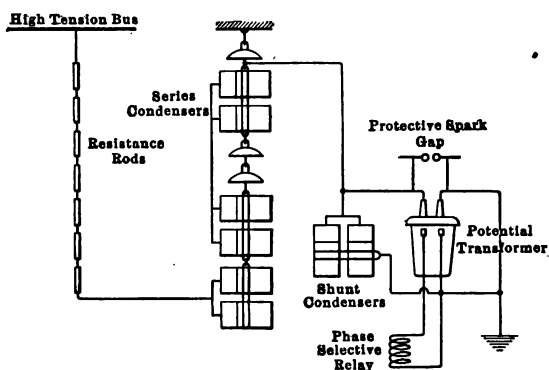 High Tension Bus
Series
Condensers
Resistance
Rods
Protective Spark
Gap
Potential
Transformer
Shunt
Condensers
Phase
Selective
Relay